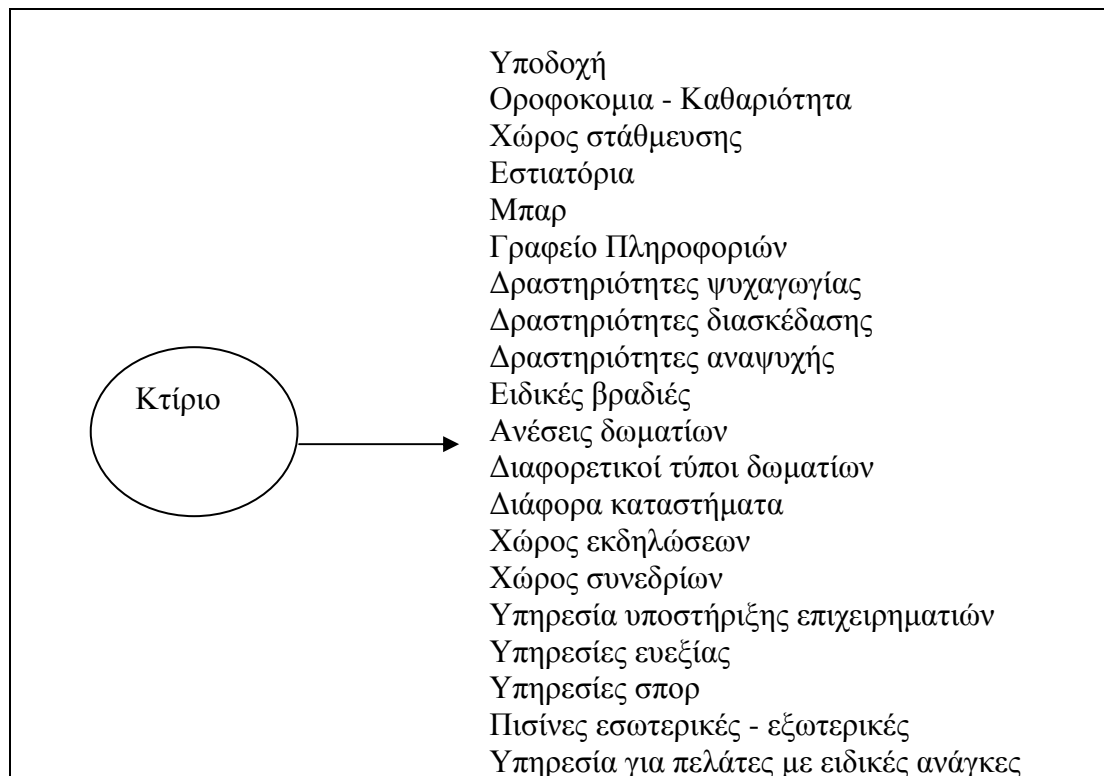 Υποδοχή
Οροφοκομια - Καθαριότητα
Χώρος στάθμευσης
Εστιατόρια
Μπαρ
Γραφείο Πληροφοριών
Δραστηριότητες ψυχαγωγίας
Δραστηριότητες διασκέδασης
Δραστηριότητες αναψυχής
Ειδικές βραδιές
Κτίριο
Ανέσεις δωματίων
Διαφορετικοί τύποι δωματίων
Διάφορα καταστήματα
Χώρος εκδηλώσεων
Χώρος συνεδρίων
Υπηρεσία υποστήριξης επιχειρηματιών
Υπηρεσίες ευεξίας
Υπηρεσίες σπορ
Πισίνες εσωτερικές - εξωτερικές
Υπηρεσία για πελάτες με ειδικές ανάγκες